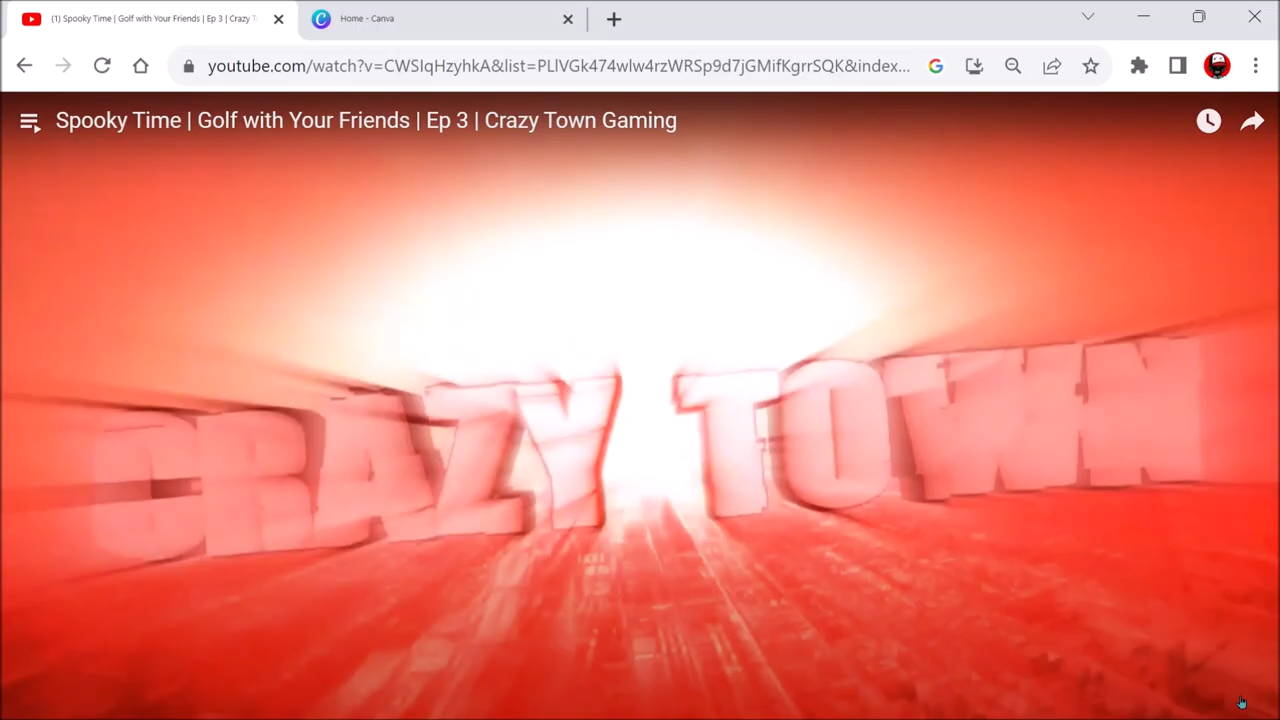 (1) Spooky Time | Golf with Your Friends | Ep 3 | Crazy T
Home - Canva
youtube.com/watch?v=CWSIqHzyhkA&list=PLlVGk474wlw4rzWRSp9d7jGMifKgrrSQK&index...
Spooky Time | Golf with Your Friends | Ep 3 | Crazy Town Gaming
CRAZY TOWN